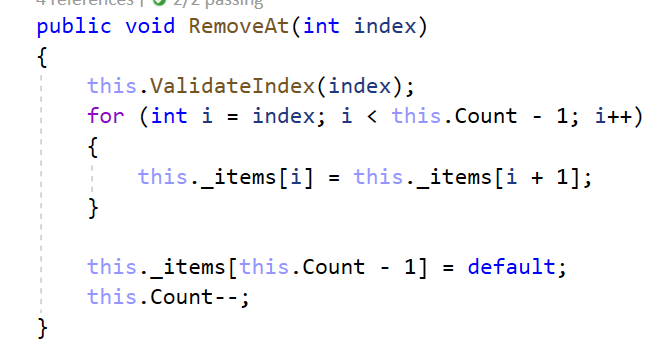 4 references | 2/2 passing
public void RemoveAt(int index)
{
    this.ValidateIndex(index);
    for (int i = index; i < this.Count - 1; i++)
    {
        this._items[i] = this._items[i + 1];
    }

    this._items[this.Count - 1] = default;
    this.Count--;
}